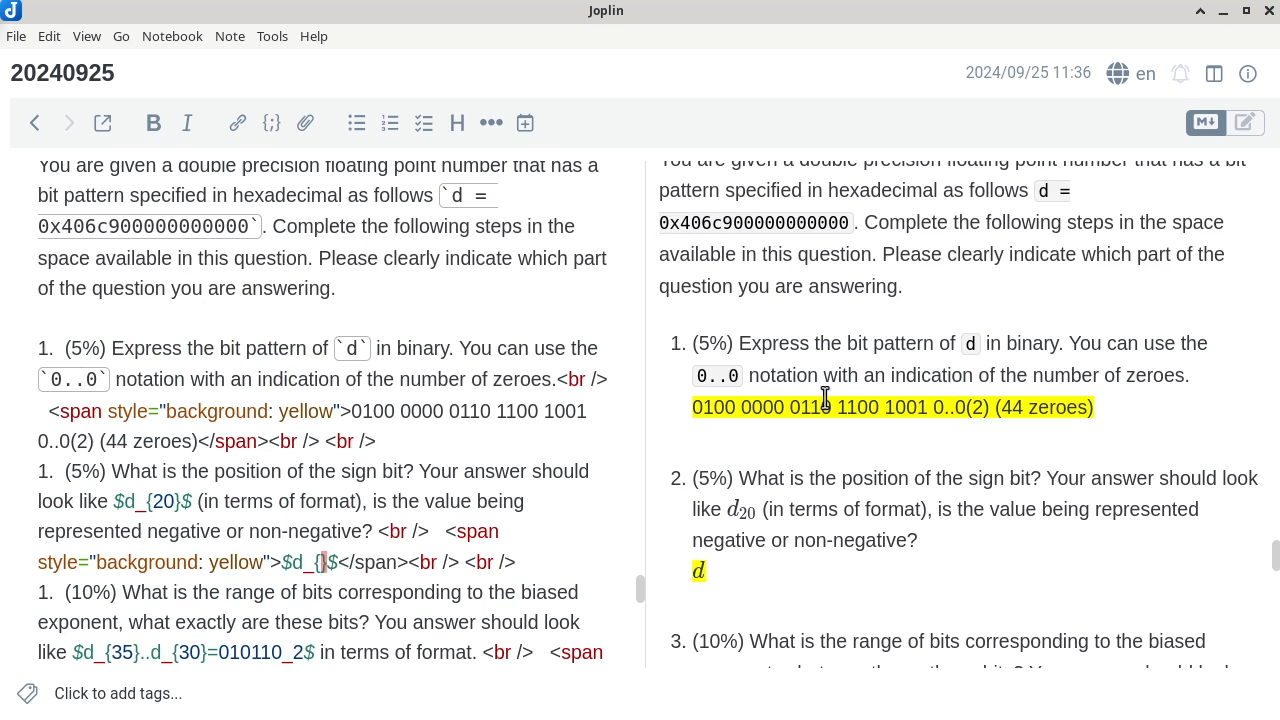 Joplin
File Edit View Go Notebook Note Tools Help
20240925
2024/09/25 11:36 en
You are given a double precision floating point number that has a
bit pattern specified in hexadecimal as follows `d =
0x406c900000000000`. Complete the following steps in the
space available in this question. Please clearly indicate which part
of the question you are answering.
1. (5%) Express the bit pattern of `d` in binary. You can use the
`0..0` notation with an indication of the number of zeroes.<br />
<span style="background: yellow">0100 0000 0110 1100 1001
0..0(2) (44 zeroes)</span><br /> <br />
1. (5%) What is the position of the sign bit? Your answer should
look like $d_{20}$ (in terms of format), is the value being
represented negative or non-negative? <br /> <span
style="background: yellow">$d_{}$</span><br /> <br />
1. (10%) What is the range of bits corresponding to the biased
exponent, what exactly are these bits? You answer should look
like $d_{35}..d_{30}=010110_2$ in terms of format. <br /> <span
You are given a double precision floating point number that has a bit
pattern specified in hexadecimal as follows d =
0x406c900000000000. Complete the following steps in the space
available in this question. Please clearly indicate which part of the
question you are answering.
1. (5%) Express the bit pattern of d in binary. You can use the
0..0 notation with an indication of the number of zeroes.
0100 0000 0110 1100 1001 0..0(2) (44 zeroes)
2. (5%) What is the position of the sign bit? Your answer should look
like d₂₀ (in terms of format), is the value being represented
negative or non-negative?
d
3. (10%) What is the range of bits corresponding to the biased
Click to add tags...